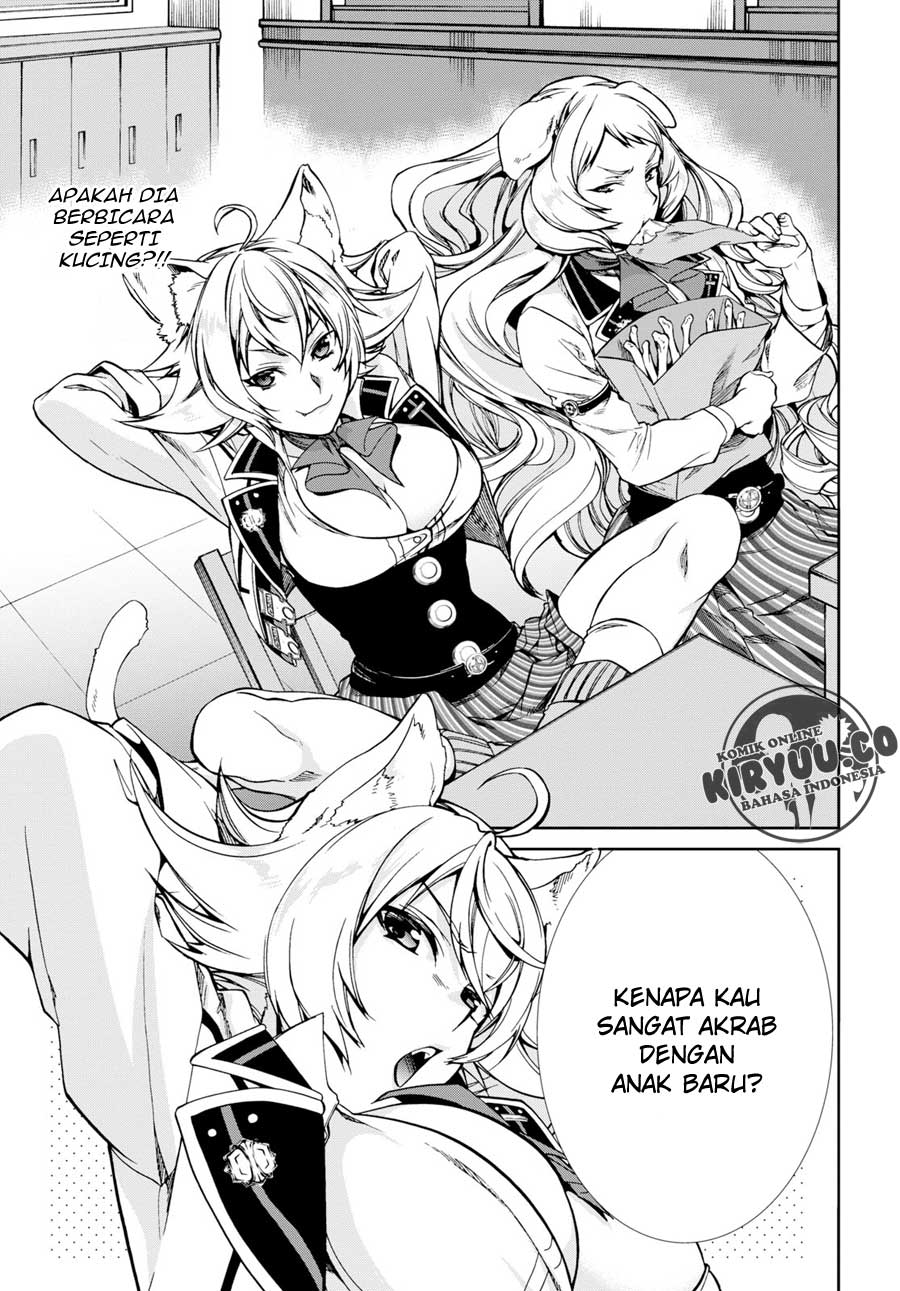 APAKAH DIA
BERBICARA
SEPERTI
KUCING?!!
KOMIK ONLINE
KIRYUU.CO
BAHASA INDONESIA
KENAPA KAU
SANGAT AKRAB
DENGAN
ANAK BARU?